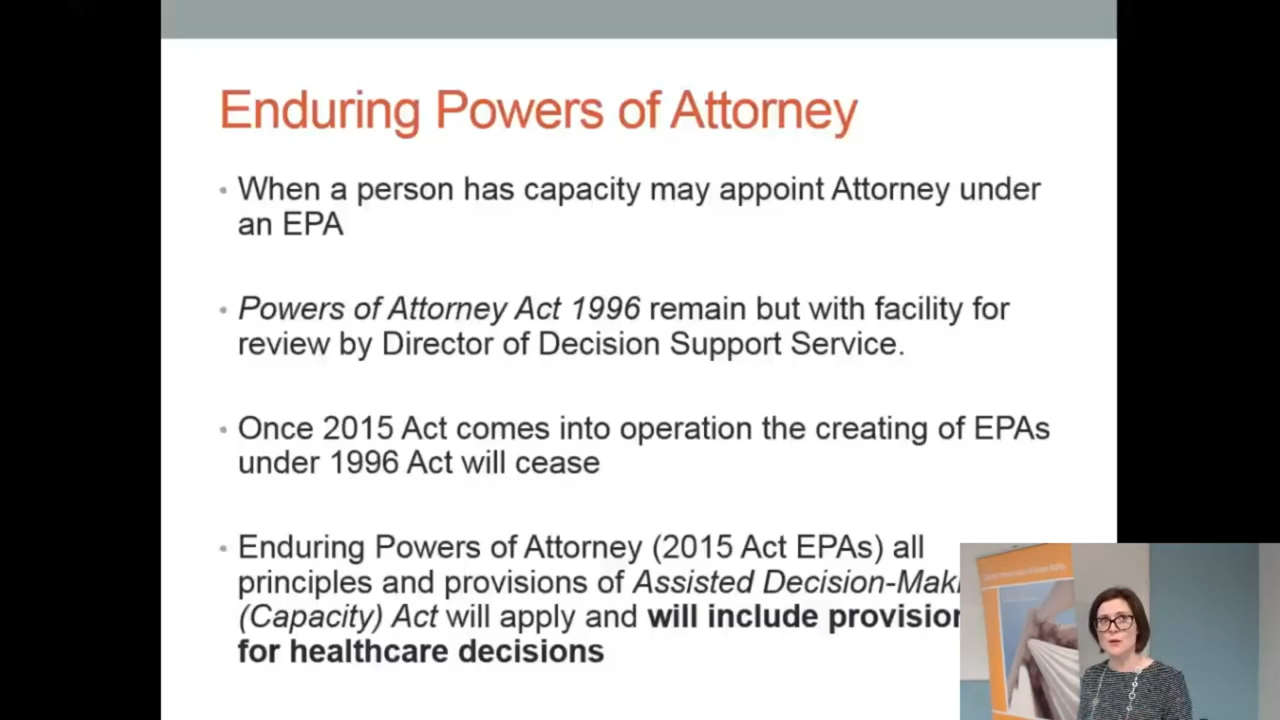 Enduring Powers of Attorney
• When a person has capacity may appoint Attorney under
an EPA
• Powers of Attorney Act 1996 remain but with facility for
review by Director of Decision Support Service.
• Once 2015 Act comes into operation the creating of EPAs
under 1996 Act will cease
• Enduring Powers of Attorney (2015 Act EPAs) all
principles and provisions of Assisted Decision-Maki
(Capacity) Act will apply and will include provision
for healthcare decisions